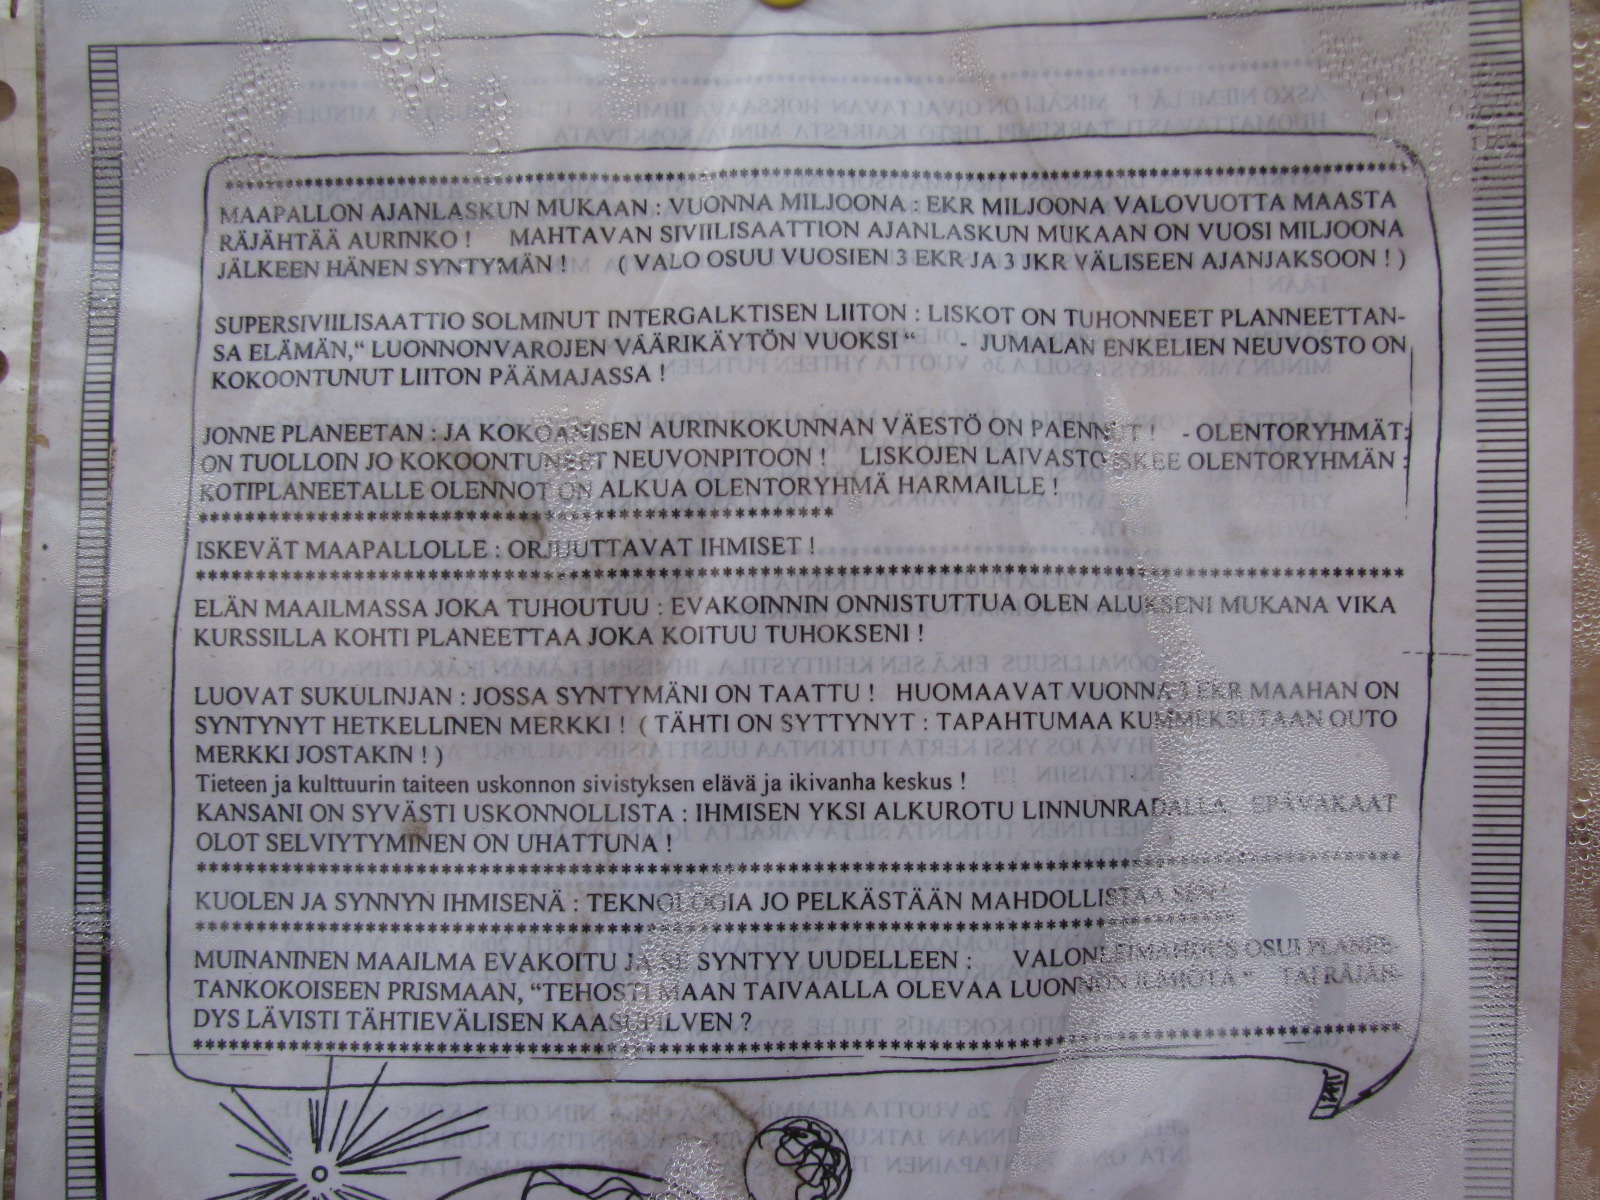 ****************************************************************
MAAPALLON AJANLASKUN MUKAAN : VUONNA MILJOONA : EKR MILJOONA VALOVUOTTA MAASTA
RÄJÄHTÄÄ AURINKO ! MAHTAVAN SIVIILISAATTION AJANLASKUN MUKAAN ON VUOSI MILJOONA
JÄLKEEN HÄNEN SYNTYMÄN ! ( VALO OSUU VUOSIEN 3 EKR JA 3 JKR VÄLISEEN AJANJAKSOON ! )
SUPERSIVIILISAATTIO SOLMINUT INTERGALKTISEN LIITON : LISKOT ON TUHONNEET PLANNEETTAN-
SA ELÄMÄN,“ LUONNONVAROJEN VÄÄRIKÄYTÖN VUOKSI “ - JUMALAN ENKELIEN NEUVOSTO ON
KOKOONTUNUT LIITON PÄÄMAJASSA !
JONNE PLANEETAN : JA KOKOANISEN AURINKOKUNNAN VÄESTÖ ON PAENNUT ! - OLENTORYHMÄT:
ON TUOLLOIN JO KOKOONTUNEET NEUVONPITOON ! LISKOJEN LAIVASTO ISKEE OLENTORYHMÄN :
KOTIPLANEETALLE OLENNOT ON ALKUA OLENTORYHMÄ HARMAILLE !
**********************************
ISKEVÄT MAAPALLOLLE : ORJUUTTAVAT IHMISET !
****************************************************************
ELÄN MAAILMASSA JOKA TUHOUTUU : EVAKOINNIN ONNISTUTTUA OLEN ALUKSENI MUKANA VIKA
KURSSILLA KOHTI PLANEETTAA JOKA KOITUU TUHOKSENI !
LUOVAT SUKULINJAN : JOSSA SYNTYMÄNI ON TAATTU ! HUOMAAVAT VUONNA 3 EKR MAAHAN ON
SYNTYNYT HETKELLINEN MERKKI ! ( TÄHTI ON SYTTYNYT : TAPAHTUMAA KUMMEKSUTAAN OUTO
MERKKI JOSTAKIN ! )
Tieteen ja kulttuurin taiteen uskonnon sivistyksen elävä ja ikivanha keskus !
KANSANI ON SYVÄSTI USKONNOLLISTA : IHMISEN YKSI ALKUROTU LINNUNRADALLA EPÄVAKAAT
OLOT SELVIYTYMINEN ON UHATTUNA !
****************************************************************
KUOLEN JA SYNNYN IHMISENÄ : TEKNOLOGIA JO PELKÄSTÄÄN MAHDOLLISTAA SEN !
*******************************************************
MUINANINEN MAAILMA EVAKOITU JA SE SYNTYY UUDELLEEN : VALONLEIMAHDUS OSUI PLANEE-
TANKOKOISEEN PRISMAAN, “TEHOSTI MAAN TAIVAALLA OLEVAA LUONNON ILMIÖTÄ “ TAI RÄJÄH-
DYS LÄVISTI TÄHTIEVÄLISEN KAASUPILVEN ?
****************************************************************